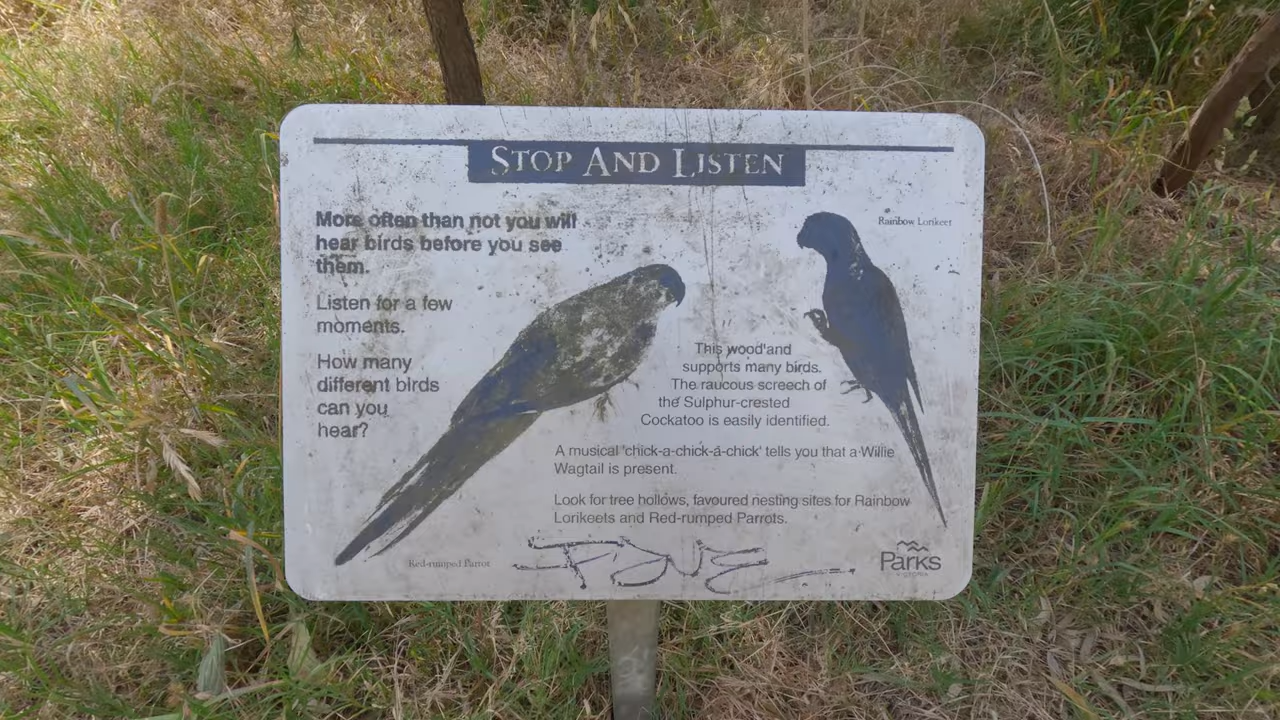 STOP AND LISTEN
More often than not you will
hear birds before you see
them.
Listen for a few
moments.
How many
different birds
can you
hear?
Rainbow Lorikeet
This wood and
supports many birds.
The raucous screech of
the Sulphur-crested
Cockatoo is easily identified.
A musical 'chick-a-chick-a-chick' tells you that a Willie
Wagtail is present.
Look for tree hollows, favoured nesting sites for Rainbow
Lorikeets and Red-rumped Parrots.
Red-rumped Parrot
Parks
VICTORIA